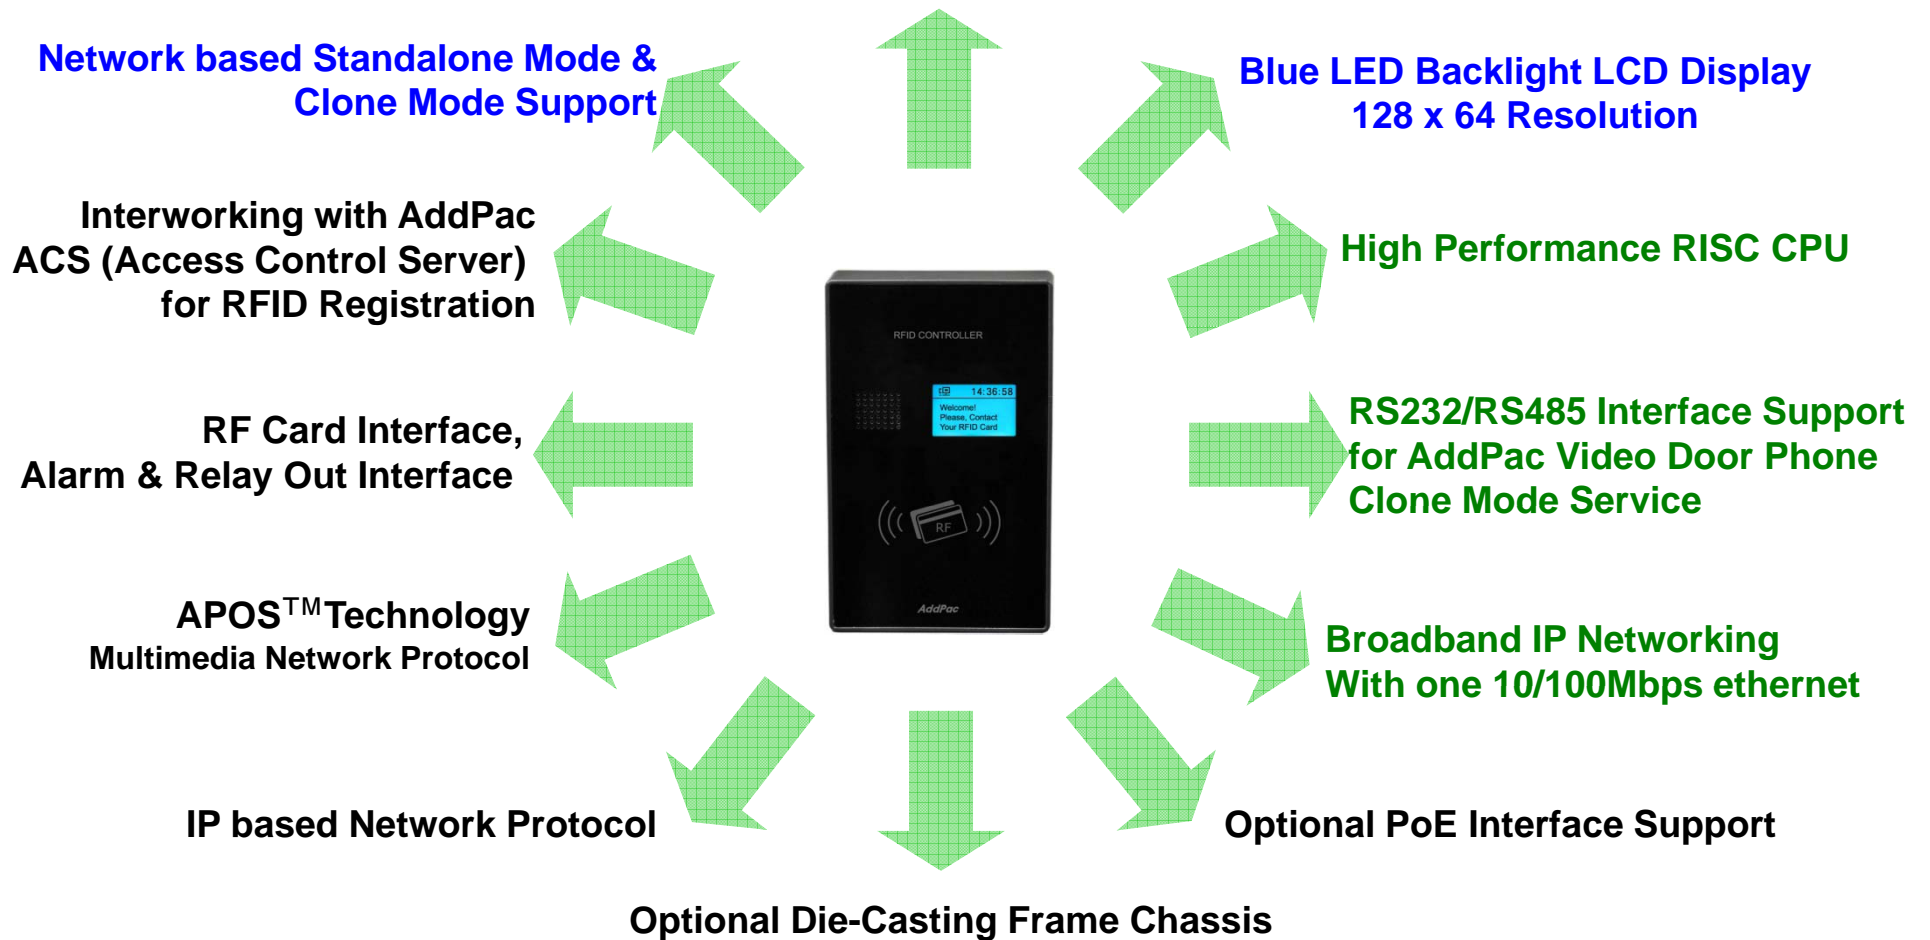 Network based Standalone Mode &
Clone Mode Support
Blue LED Backlight LCD Display
128 x 64 Resolution
Interworking with AddPac
ACS (Access Control Server)
for RFID Registration
High Performance RISC CPU
RFID CONTROLLER
14:36:58
Welcome!
Please, Contact
Your RFID Card
RF Card Interface,
Alarm & Relay Out Interface
RS232/RS485 Interface Support
for AddPac Video Door Phone
Clone Mode Service
RF
APOS™Technology
Multimedia Network Protocol
AddPac
Broadband IP Networking
With one 10/100Mbps ethernet
IP based Network Protocol
Optional PoE Interface Support
Optional Die-Casting Frame Chassis